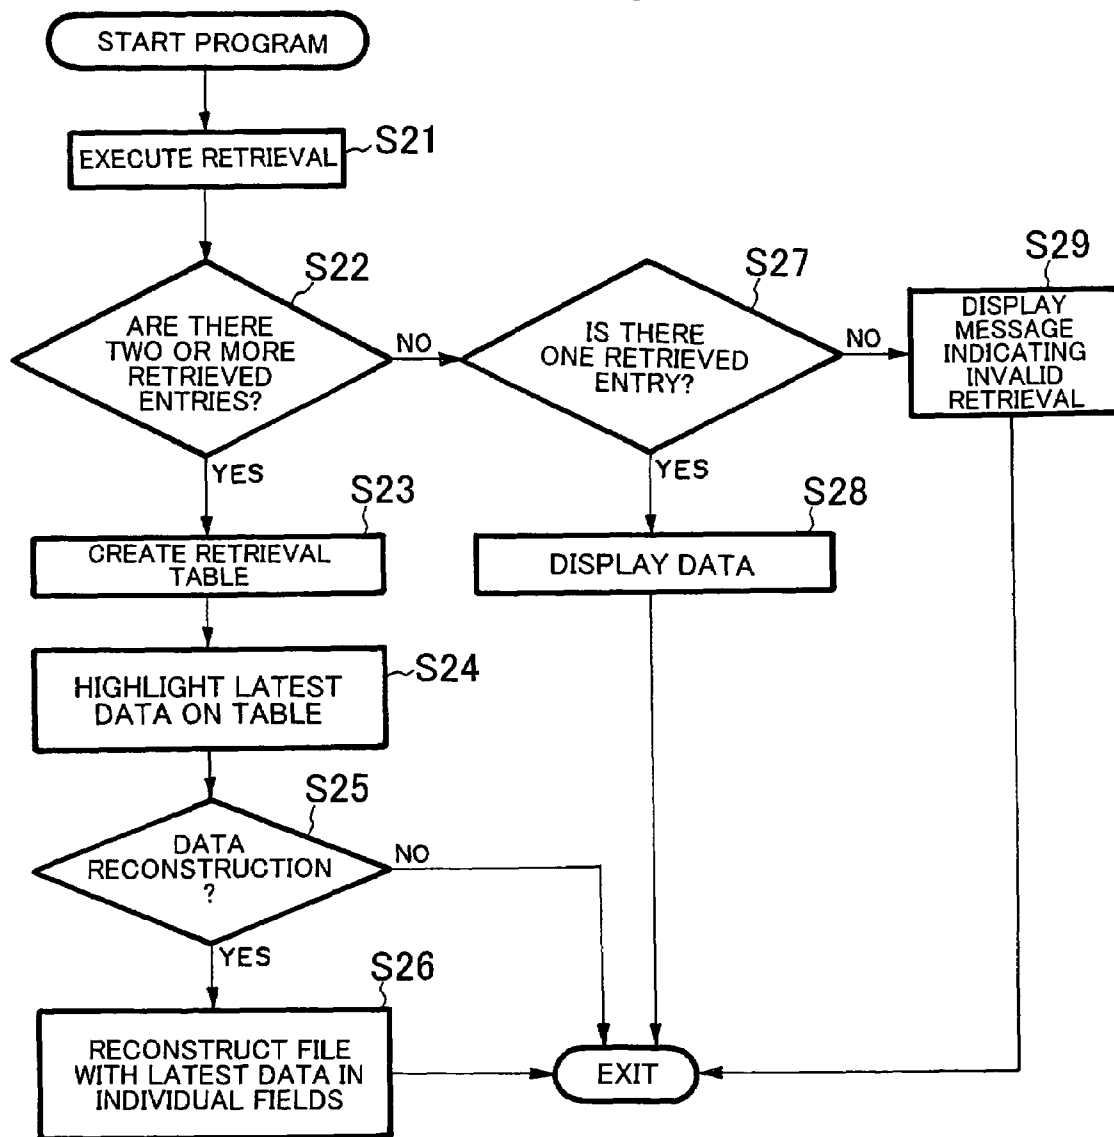 START PROGRAM
EXECUTE RETRIEVAL
S21
S22
ARE THERE
TWO OR MORE
RETRIEVED
ENTRIES?
NO
YES
S27
IS THERE
ONE RETRIEVED
ENTRY?
NO
YES
S29
DISPLAY
MESSAGE
INDICATING
INVALID
RETRIEVAL
S23
CREATE RETRIEVAL
TABLE
S28
DISPLAY DATA
S24
HIGHLIGHT LATEST
DATA ON TABLE
S25
DATA
RECONSTRUCTION
?
NO
YES
S26
RECONSTRUCT FILE
WITH LATEST DATA IN
INDIVIDUAL FIELDS
EXIT